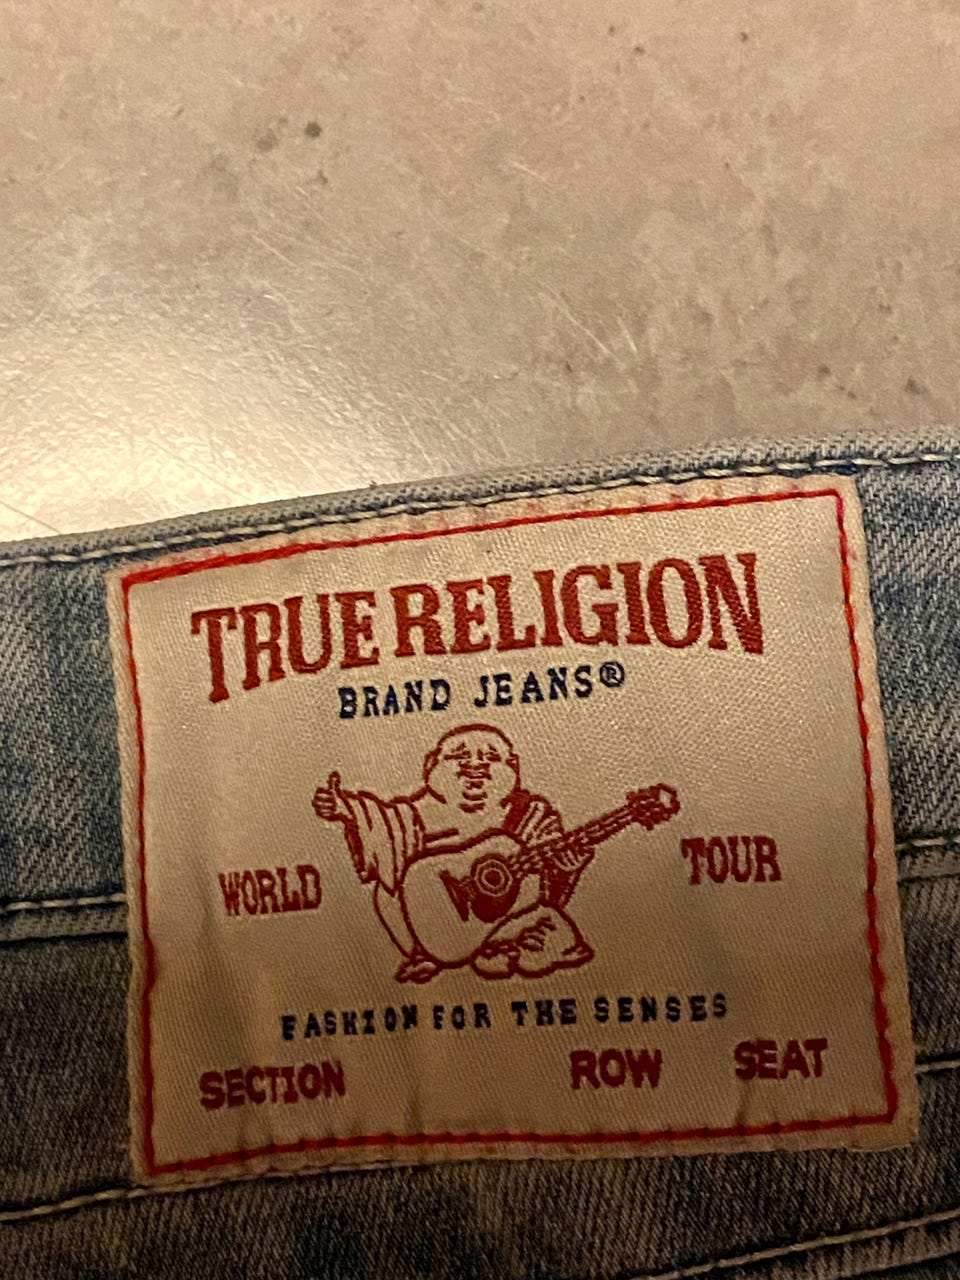 TRUE RELIGION
BRAND JEANS®
WORLD TOUR
FASHION FOR THE SENSES
SECTION ROW SEAT